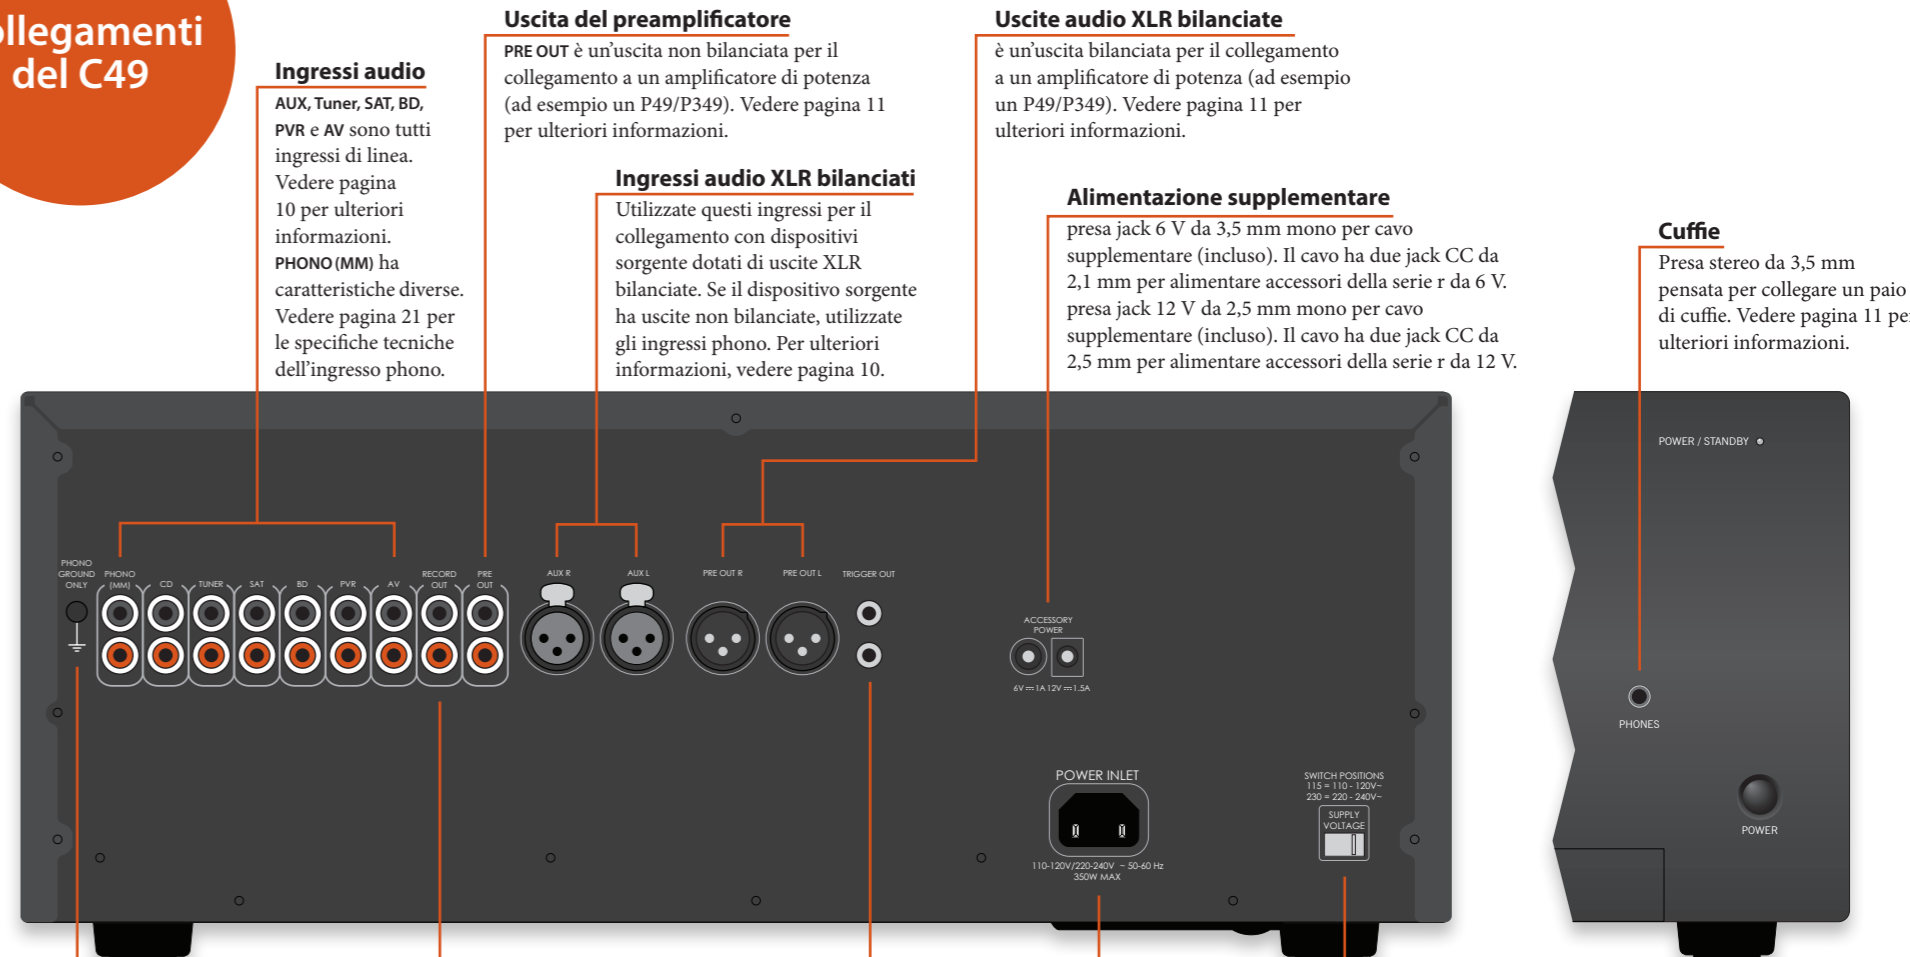 del C49
Ingressi audio
AUX, Tuner, SAT, BD,
PVR e AV sono tutti
ingressi di linea.
Vedere pagina
10 per ulteriori
informazioni.
PHONO (MM) ha
caratteristiche diverse.
Vedere pagina 21 per
le specifiche tecniche
dell'ingresso phono.
Uscita del preamplificatore
PRE OUT è un'uscita non bilanciata per il
collegamento a un amplificatore di potenza
(ad esempio un P49/P349). Vedere pagina 11
per ulteriori informazioni.
Ingressi audio XLR bilanciati
Utilizzate questi ingressi per il
collegamento con dispositivi
sorgente dotati di uscite XLR
bilanciate. Se il dispositivo sorgente
ha uscite non bilanciate, utilizzate
gli ingressi phono. Per ulteriori
informazioni, vedere pagina 10.
Uscite audio XLR bilanciate
è un'uscita bilanciata per il collegamento
a un amplificatore di potenza (ad esempio
un P49/P349). Vedere pagina 11 per
ulteriori informazioni.
Alimentazione supplementare
presa jack 6 V da 3,5 mm mono per cavo
supplementare (incluso). Il cavo ha due jack CC da
2,1 mm per alimentare accessori della serie r da 6 V.
presa jack 12 V da 2,5 mm mono per cavo
supplementare (incluso). Il cavo ha due jack CC da
2,5 mm per alimentare accessori della serie r da 12 V.
Cuffie
Presa stereo da 3,5 mm
pensata per collegare un paio
di cuffie. Vedere pagina 11
ulteriori informazioni.
PHONO
GROUND
ONLY
PHONO
(MM)
CD
TUNER
SAT
BD
PVR
AV
RECORD
OUT
PRE
OUT
AUX R
AUX L
PRE OUT R
PRE OUT L
TRIGGER OUT
ACCESSORY
POWER
6V ⎓ 1A 12V ⎓ 1.5A
POWER INLET
110-120V/220-240V ~ 50-60 Hz
350W MAX
SWITCH POSITIONS
115 = 110 - 120V~
230 = 220 - 240V~
SUPPLY
VOLTAGE
POWER / STANDBY
PHONES
POWER